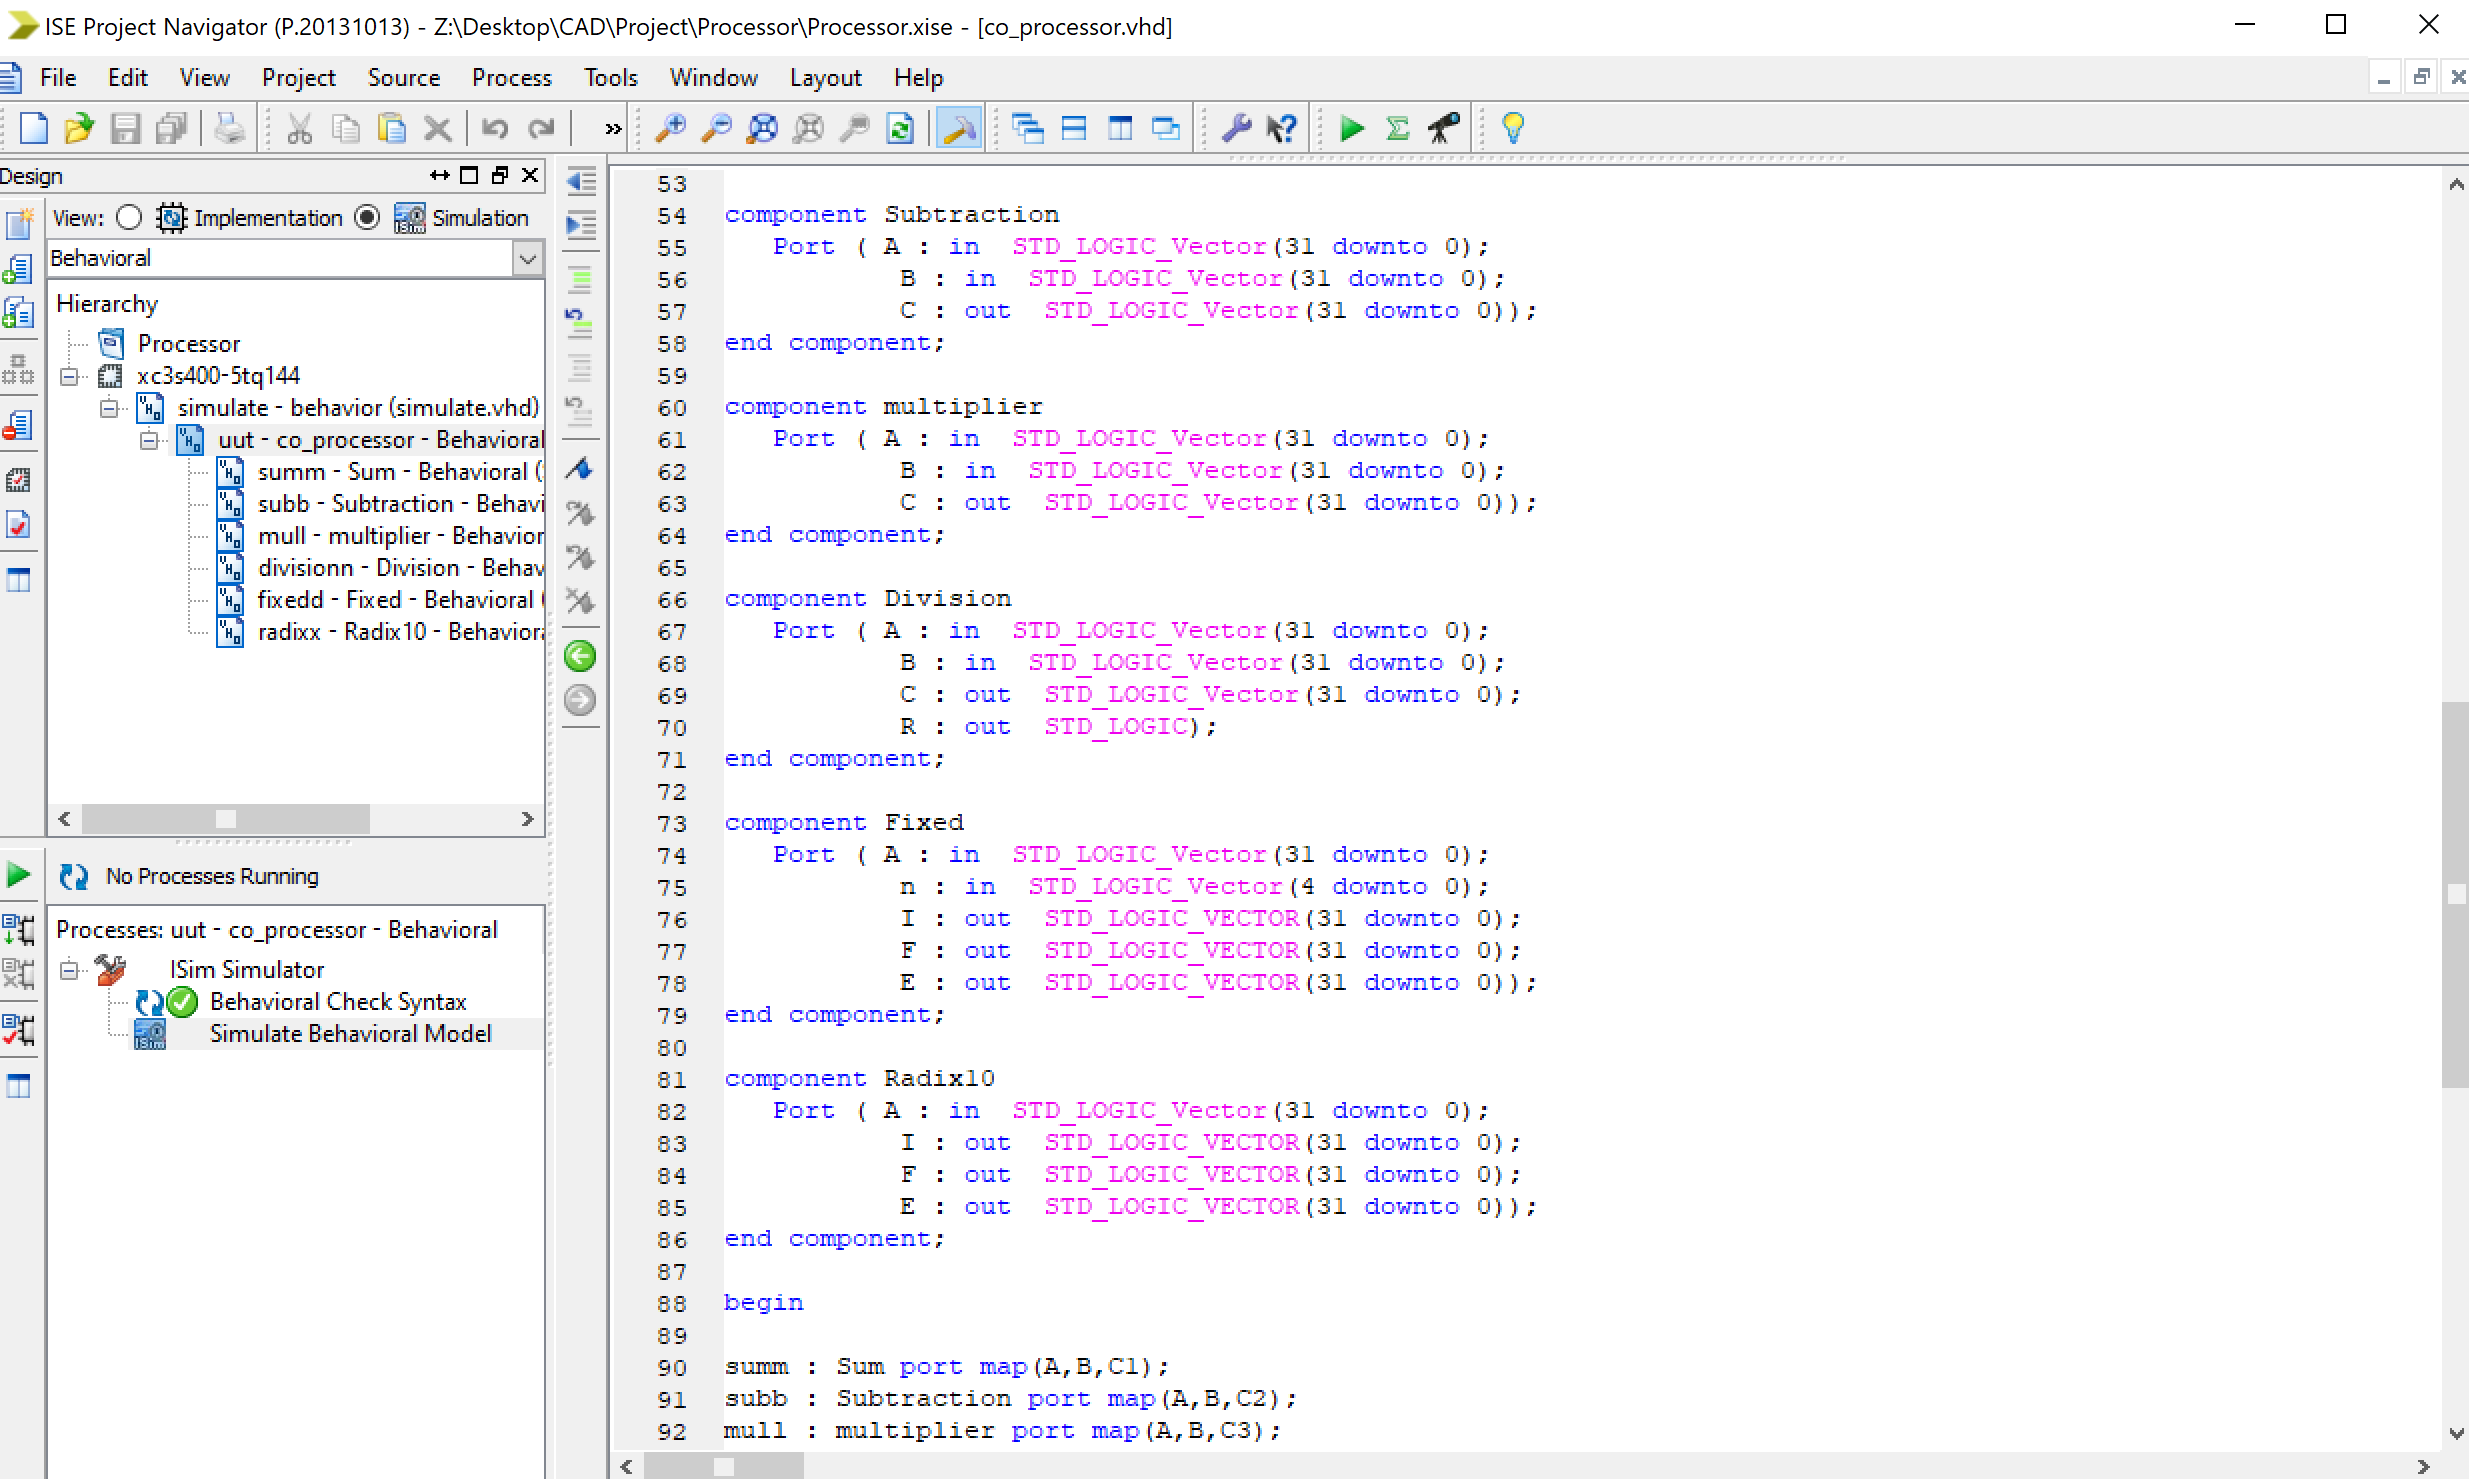 ISE Project Navigator (P.20131013) - Z:\Desktop\CAD\Project\Processor\Processor.xise - [co_processor.vhd]
File Edit View Project Source Process Tools Window Layout Help
Design
View: Implementation Simulation
Behavioral
Hierarchy
Processor
xc3s400-5tq144
simulate - behavior (simulate.vhd)
uut - co_processor - Behavioral
summ - Sum - Behavioral (
subb - Subtraction - Behavi
mull - multiplier - Behavior
divisionn - Division - Behav
fixedd - Fixed - Behavioral (
radixx - Radix10 - Behaviora
No Processes Running
Processes: uut - co_processor - Behavioral
ISim Simulator
Behavioral Check Syntax
Simulate Behavioral Model
53
54 component Subtraction
55 Port ( A : in STD_LOGIC_Vector(31 downto 0);
56 B : in STD_LOGIC_Vector(31 downto 0);
57 C : out STD_LOGIC_Vector(31 downto 0));
58 end component;
59
60 component multiplier
61 Port ( A : in STD_LOGIC_Vector(31 downto 0);
62 B : in STD_LOGIC_Vector(31 downto 0);
63 C : out STD_LOGIC_Vector(31 downto 0));
64 end component;
65
66 component Division
67 Port ( A : in STD_LOGIC_Vector(31 downto 0);
68 B : in STD_LOGIC_Vector(31 downto 0);
69 C : out STD_LOGIC_Vector(31 downto 0);
70 R : out STD_LOGIC);
71 end component;
72
73 component Fixed
74 Port ( A : in STD_LOGIC_Vector(31 downto 0);
75 n : in STD_LOGIC_Vector(4 downto 0);
76 I : out STD_LOGIC_VECTOR(31 downto 0);
77 F : out STD_LOGIC_VECTOR(31 downto 0);
78 E : out STD_LOGIC_VECTOR(31 downto 0));
79 end component;
80
81 component Radix10
82 Port ( A : in STD_LOGIC_Vector(31 downto 0);
83 I : out STD_LOGIC_VECTOR(31 downto 0);
84 F : out STD_LOGIC_VECTOR(31 downto 0);
85 E : out STD_LOGIC_VECTOR(31 downto 0));
86 end component;
87
88 begin
89
90 summ : Sum port map(A,B,C1);
91 subb : Subtraction port map(A,B,C2);
92 mull : multiplier port map(A,B,C3);